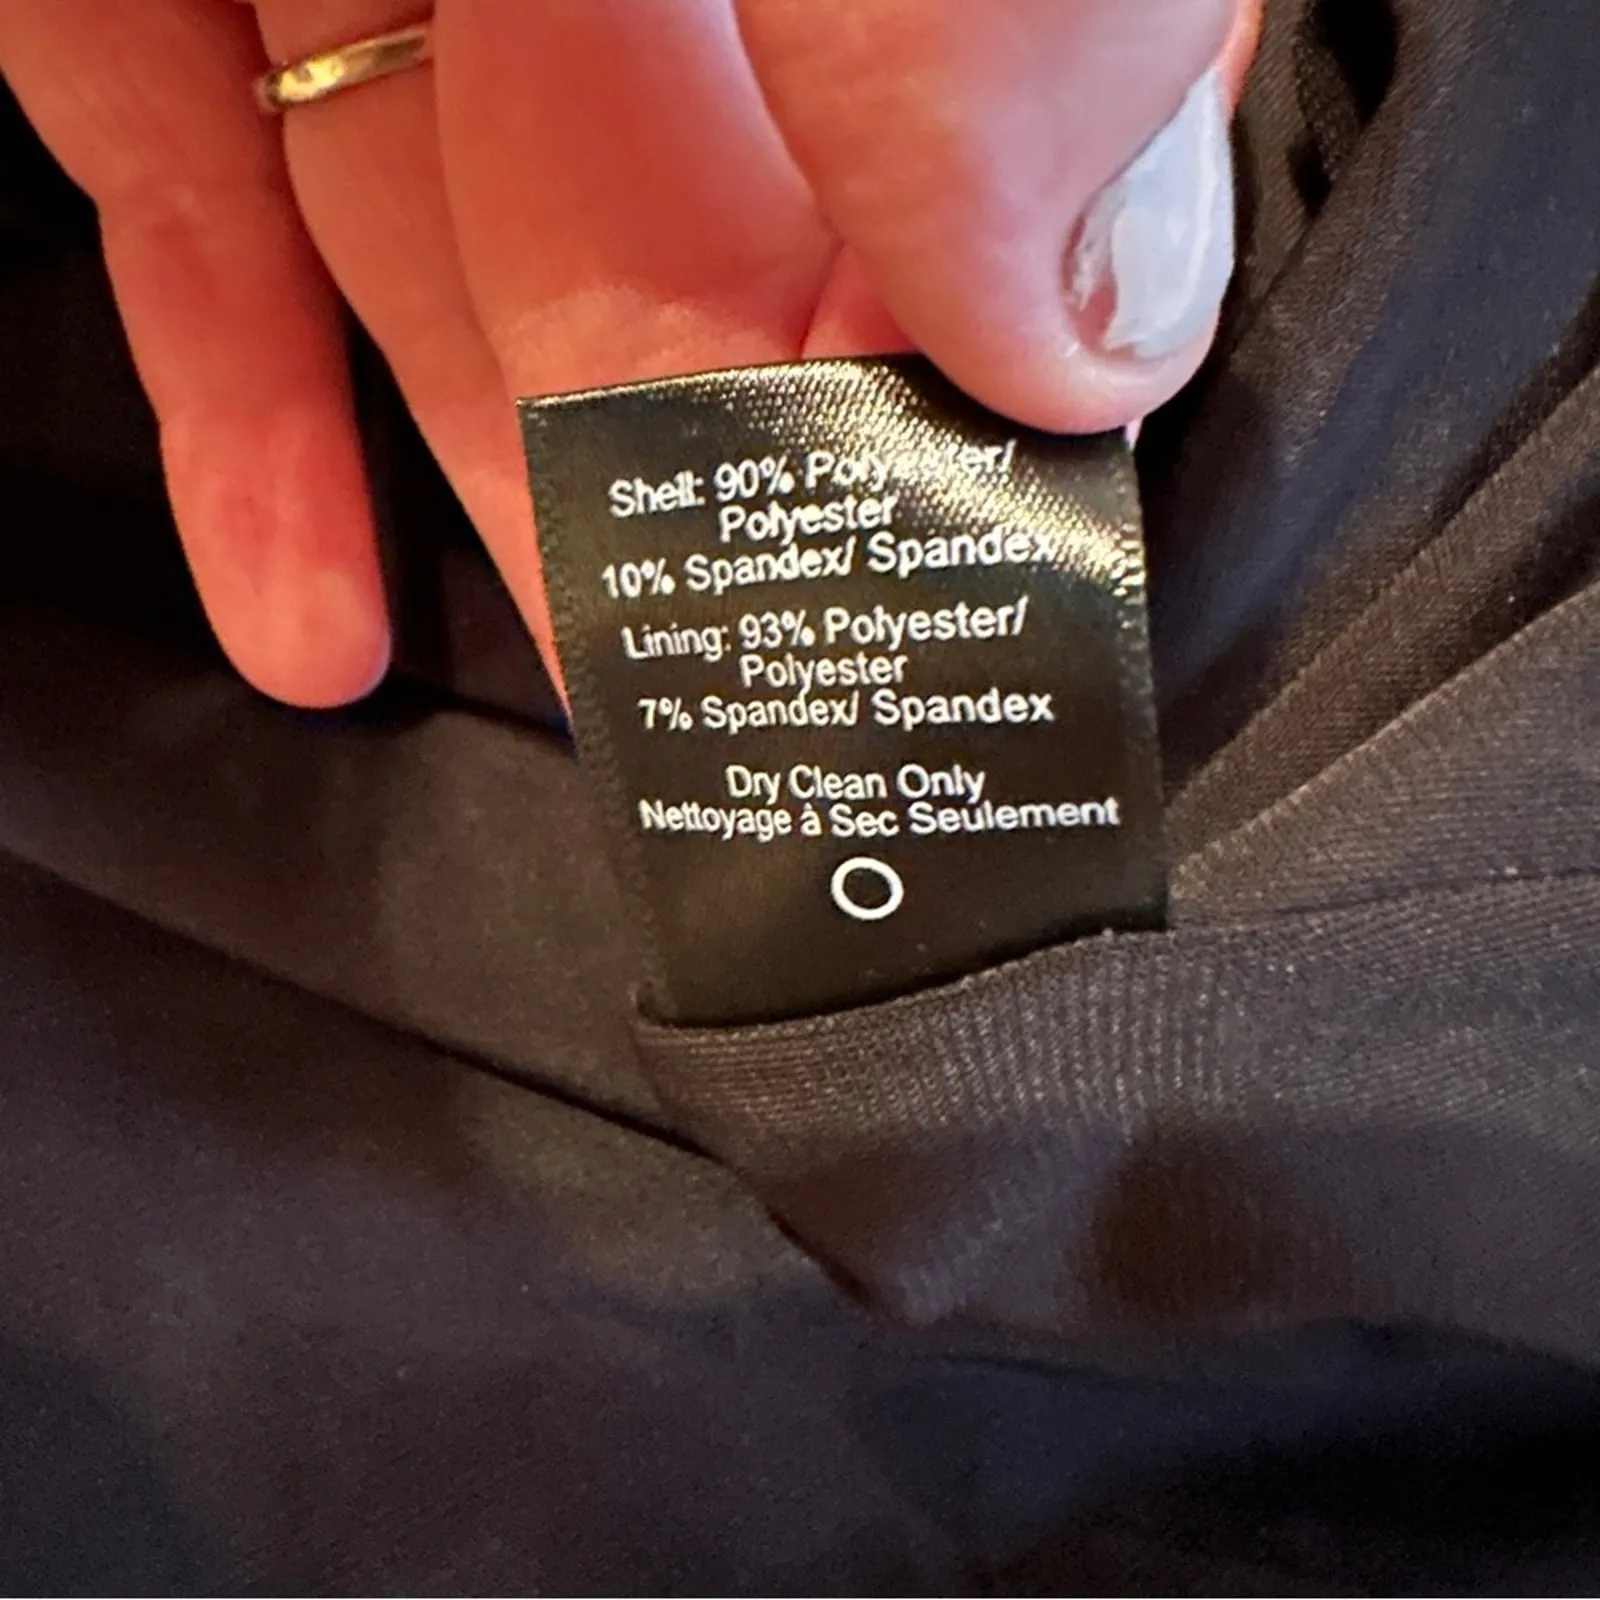 Shell: 90% Polyester/
Polyester
10% Spandex/ Spandex
Lining: 93% Polyester/
Polyester
7% Spandex/ Spandex
Dry Clean Only
Nettoyage à Sec Seulement